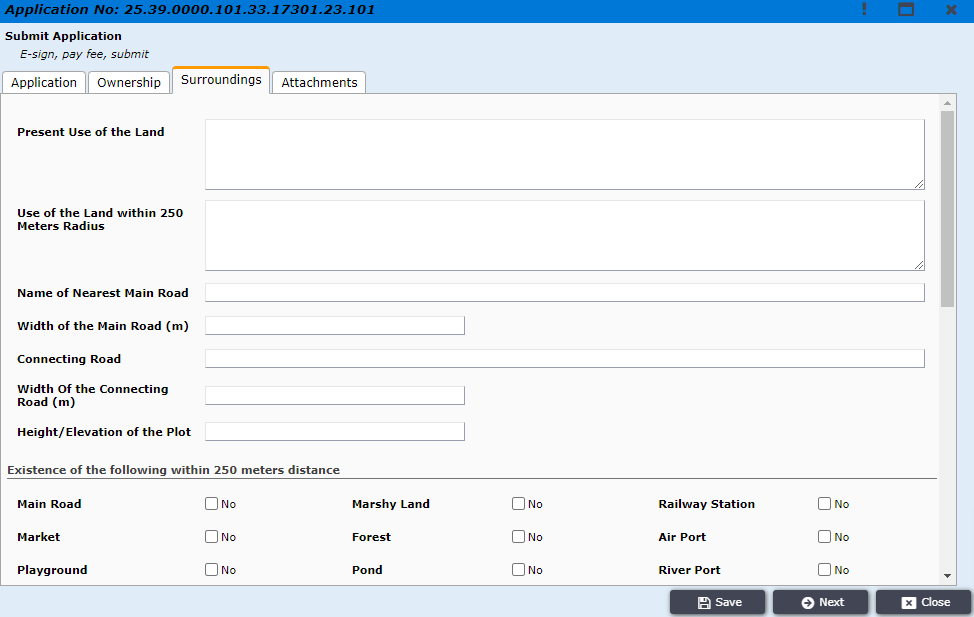 Application No: 25.39.0000.101.33.17301.23.101
Submit Application
E-sign, pay fee, submit
Application Ownership Surroundings Attachments
Present Use of the Land
Use of the Land within 250
Meters Radius
Name of Nearest Main Road
Width of the Main Road (m)
Connecting Road
Width Of the Connecting
Road (m)
Height/Elevation of the Plot
Existence of the following within 250 meters distance
Main Road No Marshy Land No Railway Station No
Market No Forest No Air Port No
Playground No Pond No River Port No
Save Next Close